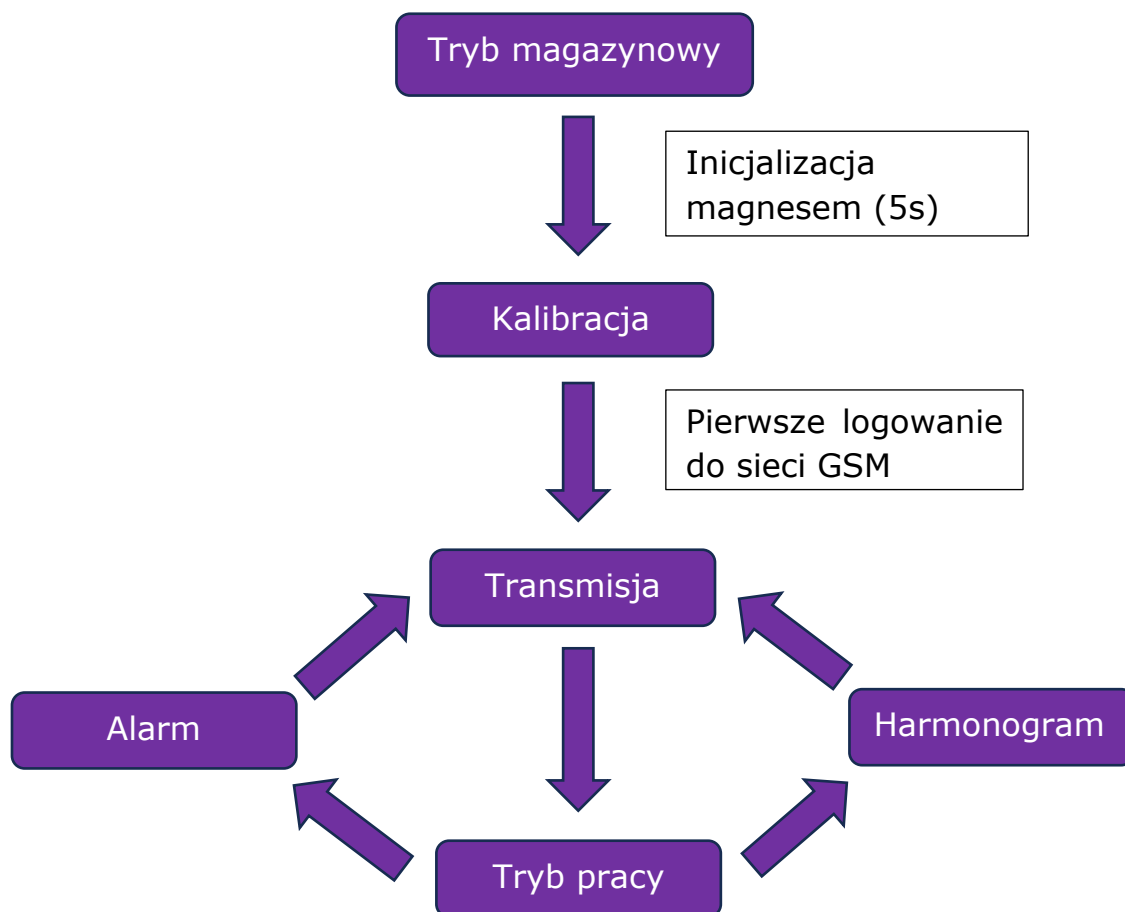 Tryb magazynowy
Inicjalizacja
magnesem (5s)
Kalibracja
Pierwsze logowanie
do sieci GSM
Transmisja
Alarm
Harmonogram
Tryb pracy